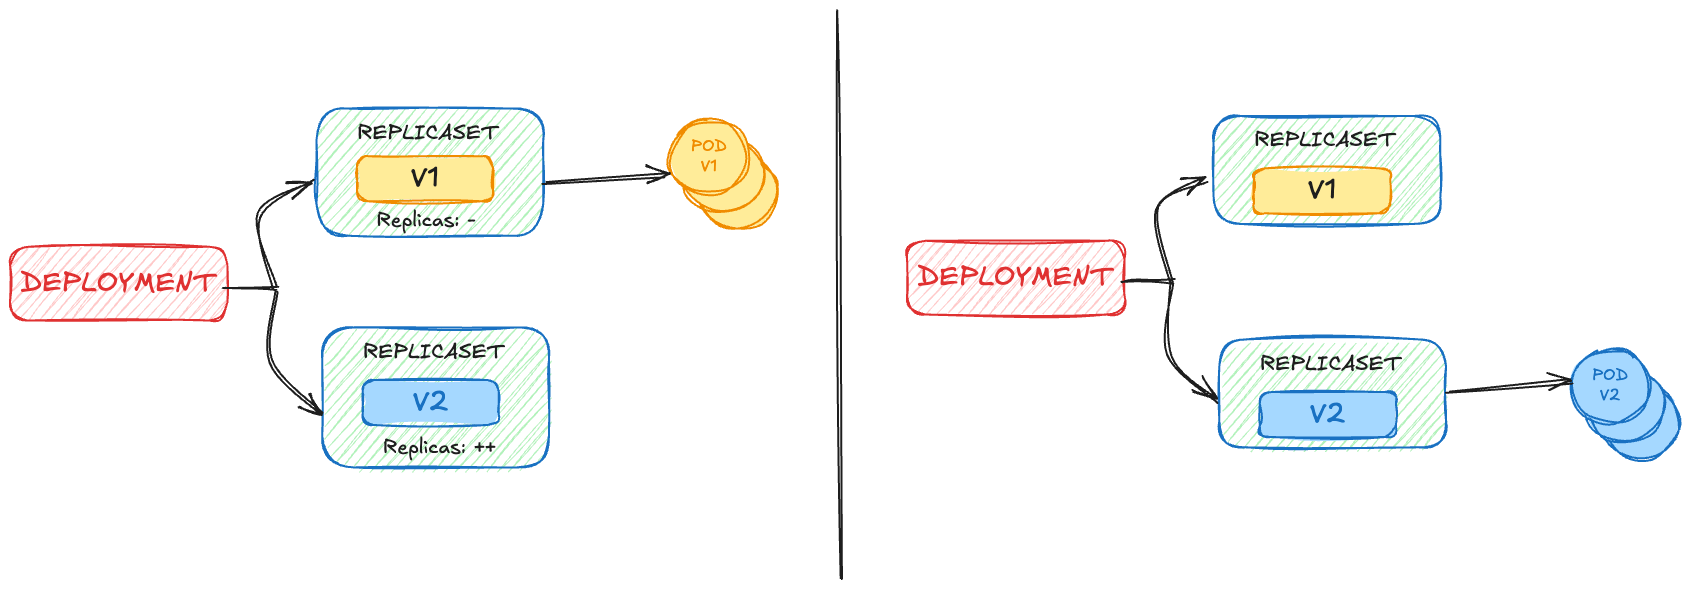 REPLICASET
V1
Replicas: -
POD
V1
DEPLOYMENT
REPLICASET
V2
Replicas: ++
REPLICASET
V1
DEPLOYMENT
REPLICASET
V2
POD
V2